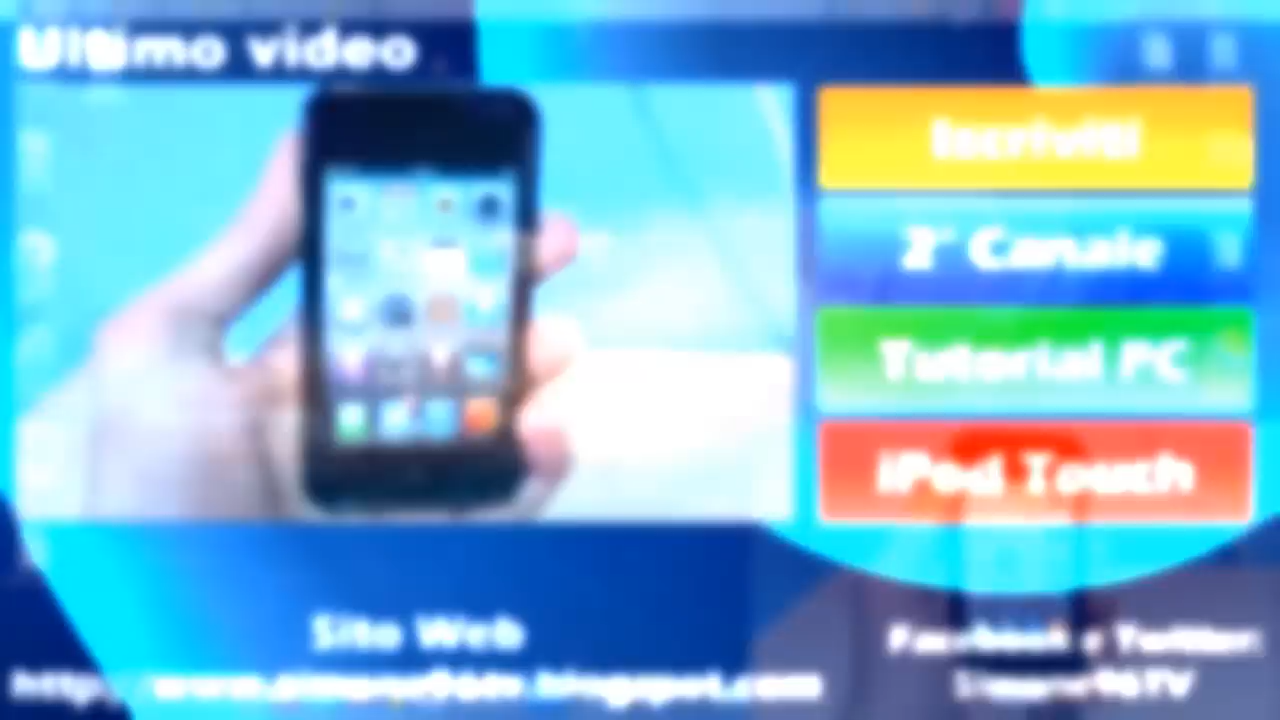 Ultimo video
Iscriviti
2° Canale
Tutorial PC
iPod Touch
Sito Web
Facebook e Twitter: